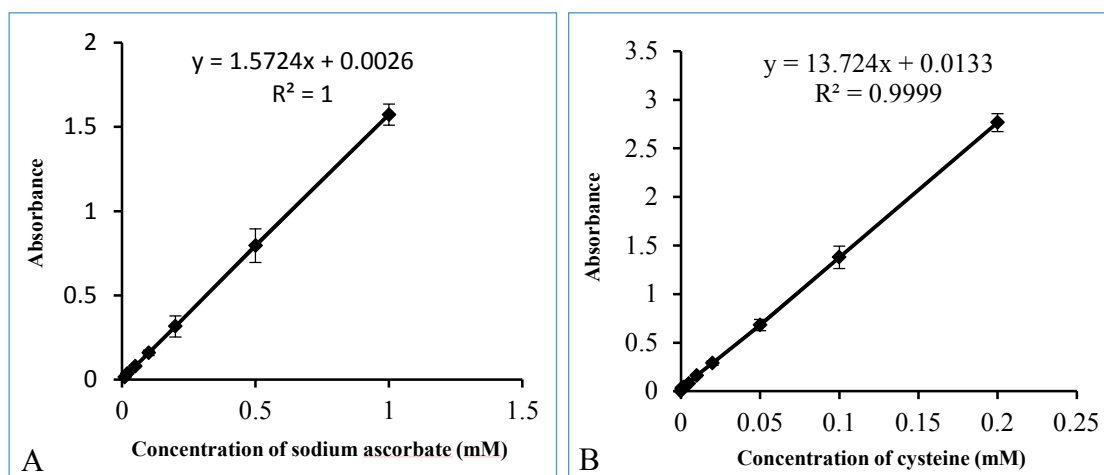 y = 1.5724x + 0.0026
R² = 1
2
1.5
1
0.5
0
0
0.5
1
1.5
Absorbance
Concentration of sodium ascorbate (mM)
A
y = 13.724x + 0.0133
R² = 0.9999
3.5
3
2.5
2
1.5
1
0.5
0
0
0.05
0.1
0.15
0.2
0.25
Absorbance
Concentration of cysteine (mM)
B